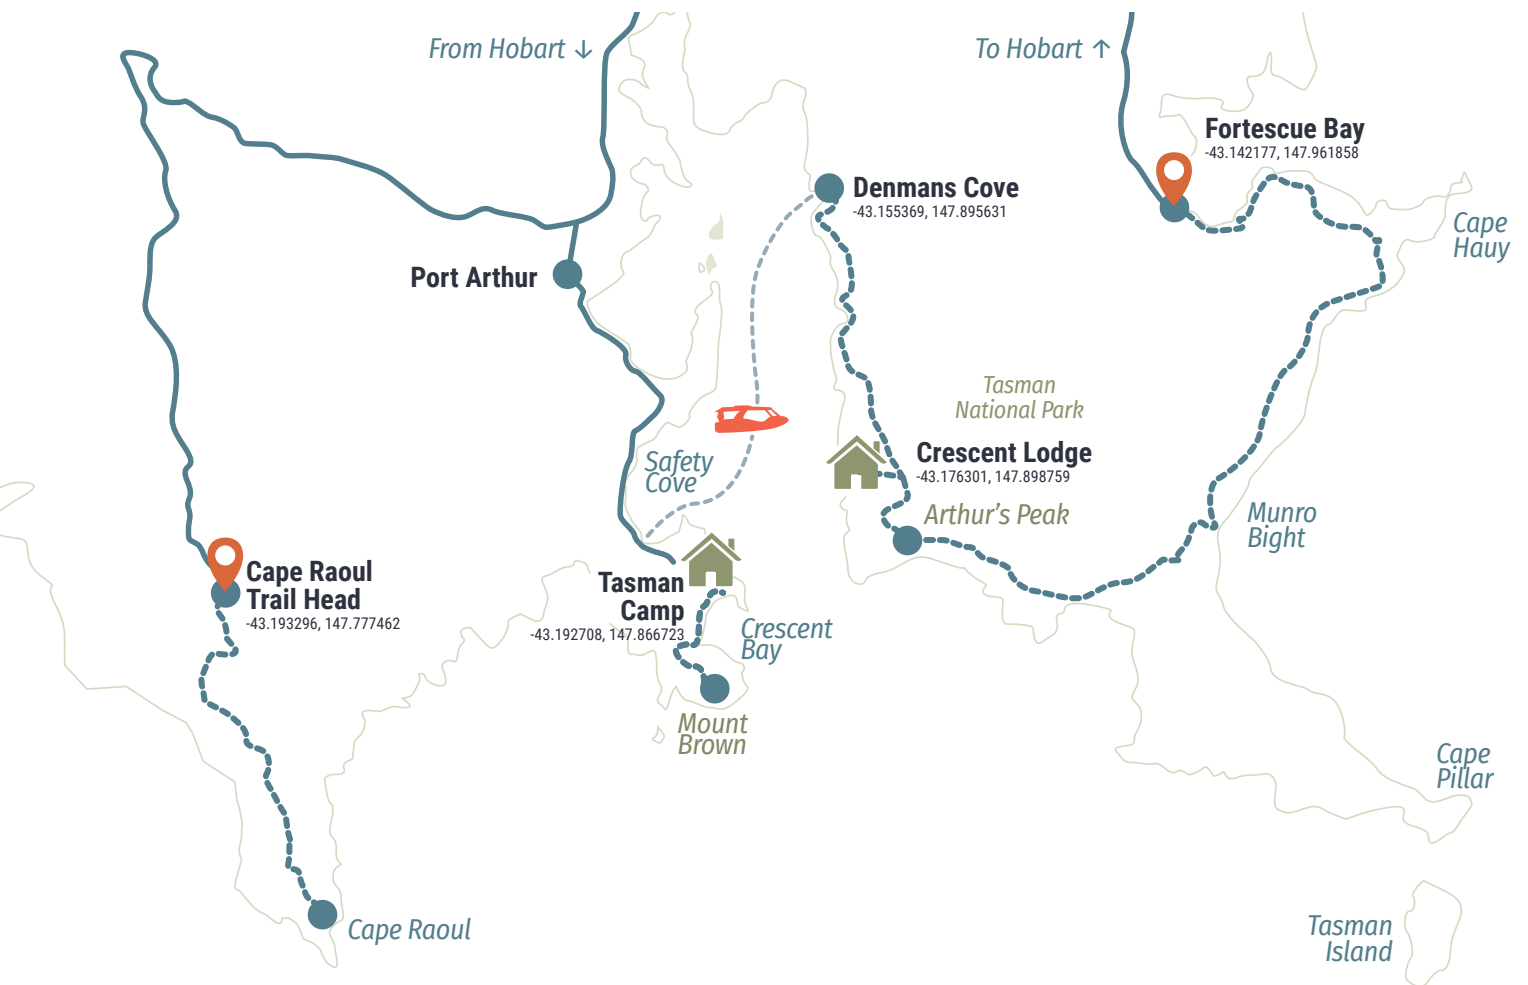 From Hobart ↓
To Hobart ↑
Fortescue Bay
-43.142177, 147.961858
Denmans Cove
-43.155369, 147.895631
Cape
Hauy
Port Arthur
Tasman
National Park
Crescent Lodge
-43.176301, 147.898759
Safety
Cove
Arthur's Peak
Munro
Bight
Cape Raoul
Trail Head
-43.193296, 147.777462
Tasman
Camp
-43.192708, 147.866723
Crescent
Bay
Mount
Brown
Cape
Pillar
Cape Raoul
Tasman
Island